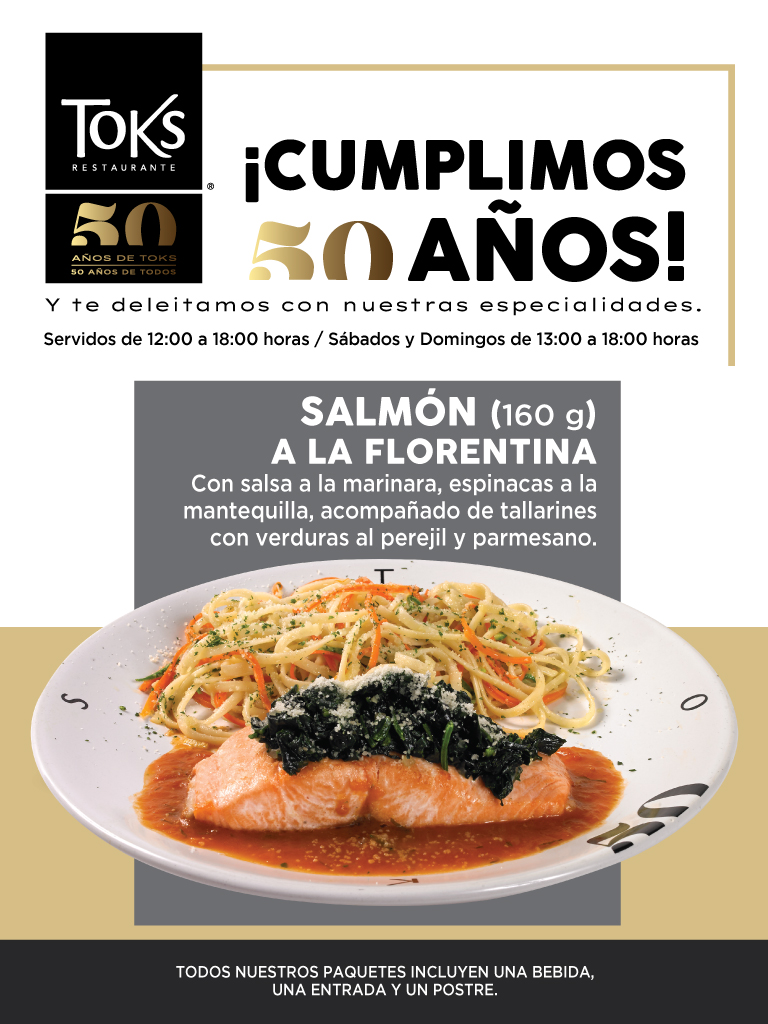 TOKS
RESTAURANTE
®
50
AÑOS DE TOKS
50 AÑOS DE TODOS
¡CUMPLIMOS
50 AÑOS!
Y te deleitamos con nuestras especialidades.
Servidos de 12:00 a 18:00 horas / Sábados y Domingos de 13:00 a 18:00 horas
SALMÓN (160 g)
A LA FLORENTINA
Con salsa a la marinara, espinacas a la
mantequilla, acompañado de tallarines
con verduras al perejil y parmesano.
T
S
O
50
K
TODOS NUESTROS PAQUETES INCLUYEN UNA BEBIDA,
UNA ENTRADA Y UN POSTRE.